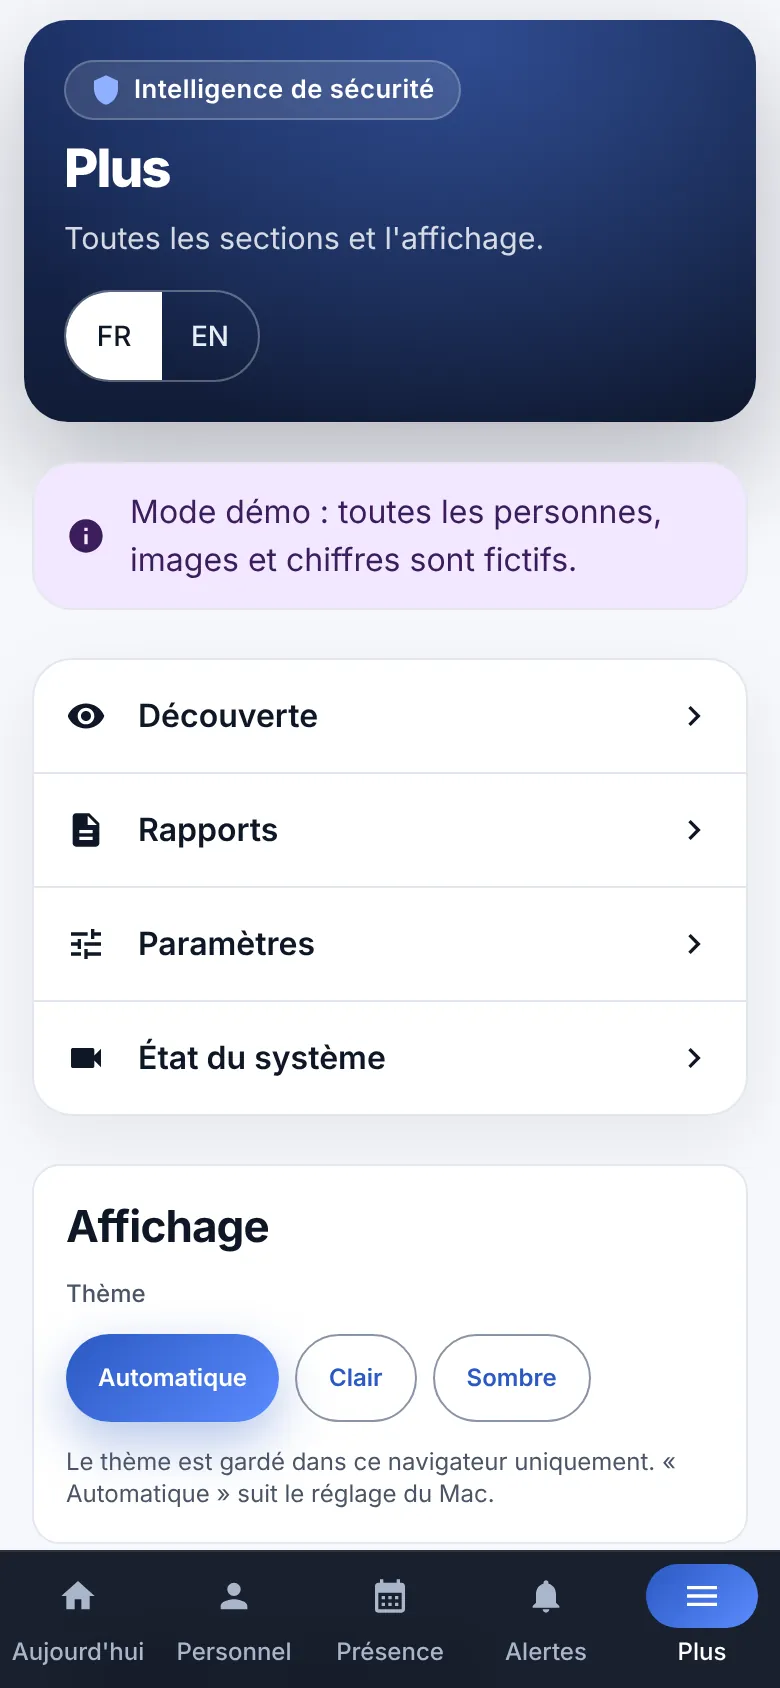 Intelligence de sécurité
Plus
Toutes les sections et l'affichage.
FR EN
Mode démo : toutes les personnes,
images et chiffres sont fictifs.
Découverte
Rapports
Paramètres
État du système
Affichage
Thème
Automatique Clair Sombre
Le thème est gardé dans ce navigateur uniquement. «
Automatique » suit le réglage du Mac.
Aujourd'hui Personnel Présence Alertes Plus